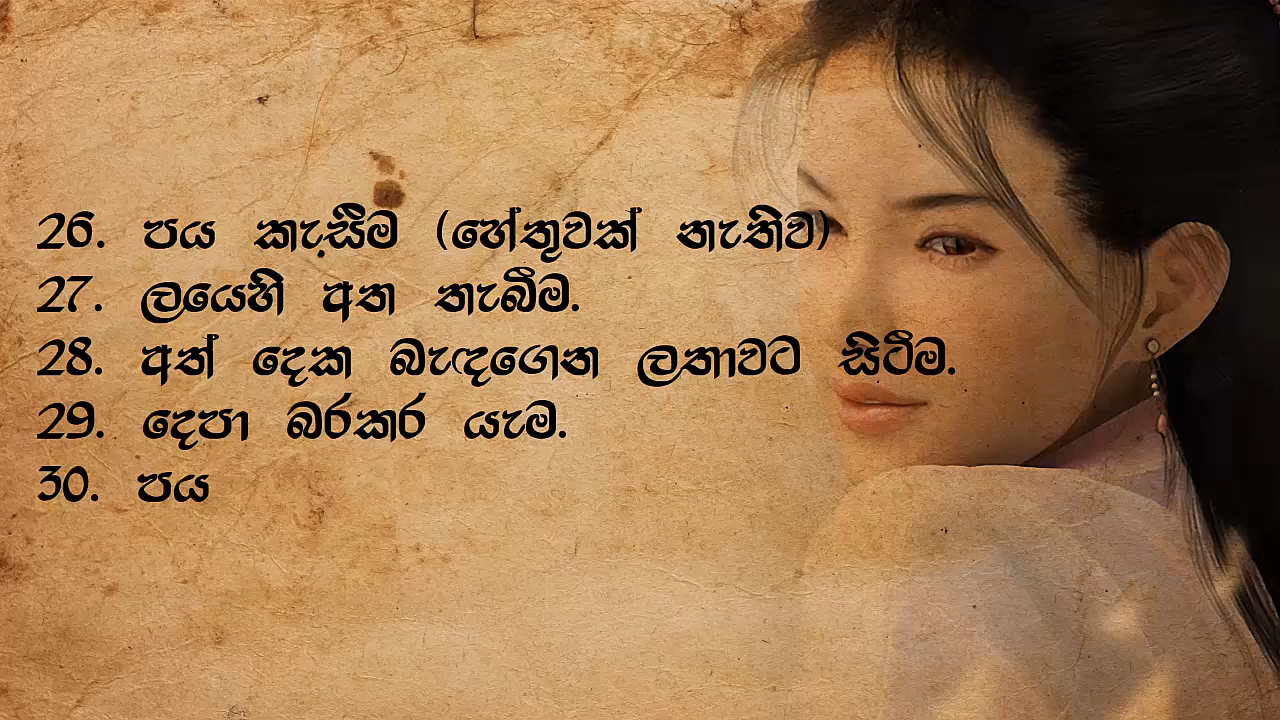 26. පය කැසීම (හේතුවක් නැතිව)
27. ලයෙහි අත තැබීම.
28. අත් දෙක බැඳගෙන ලතාවට සිටීම.
29. දෙපා බරකර යැම.
30. පය